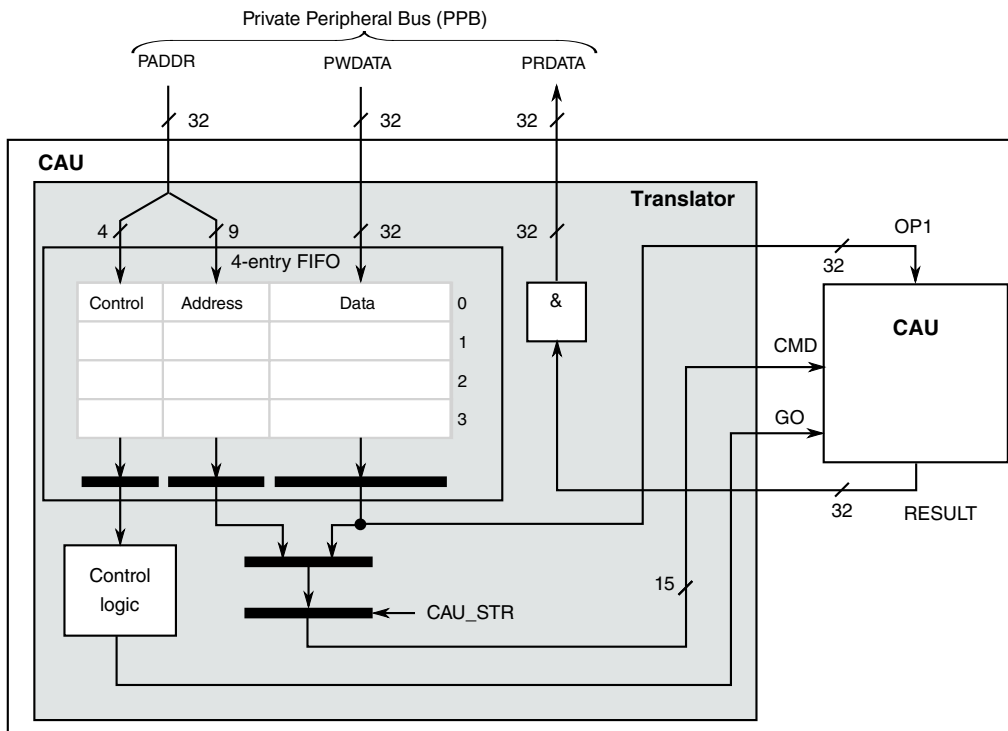 Private Peripheral Bus (PPB)
PADDR PWDATA PRDATA
32 32 32
CAU
Translator
4 9 32 32
OP1
32
4-entry FIFO
Control Address Data 0
1
2
3
&
CAU
CMD
GO
32
RESULT
Control
logic
15
CAU_STR